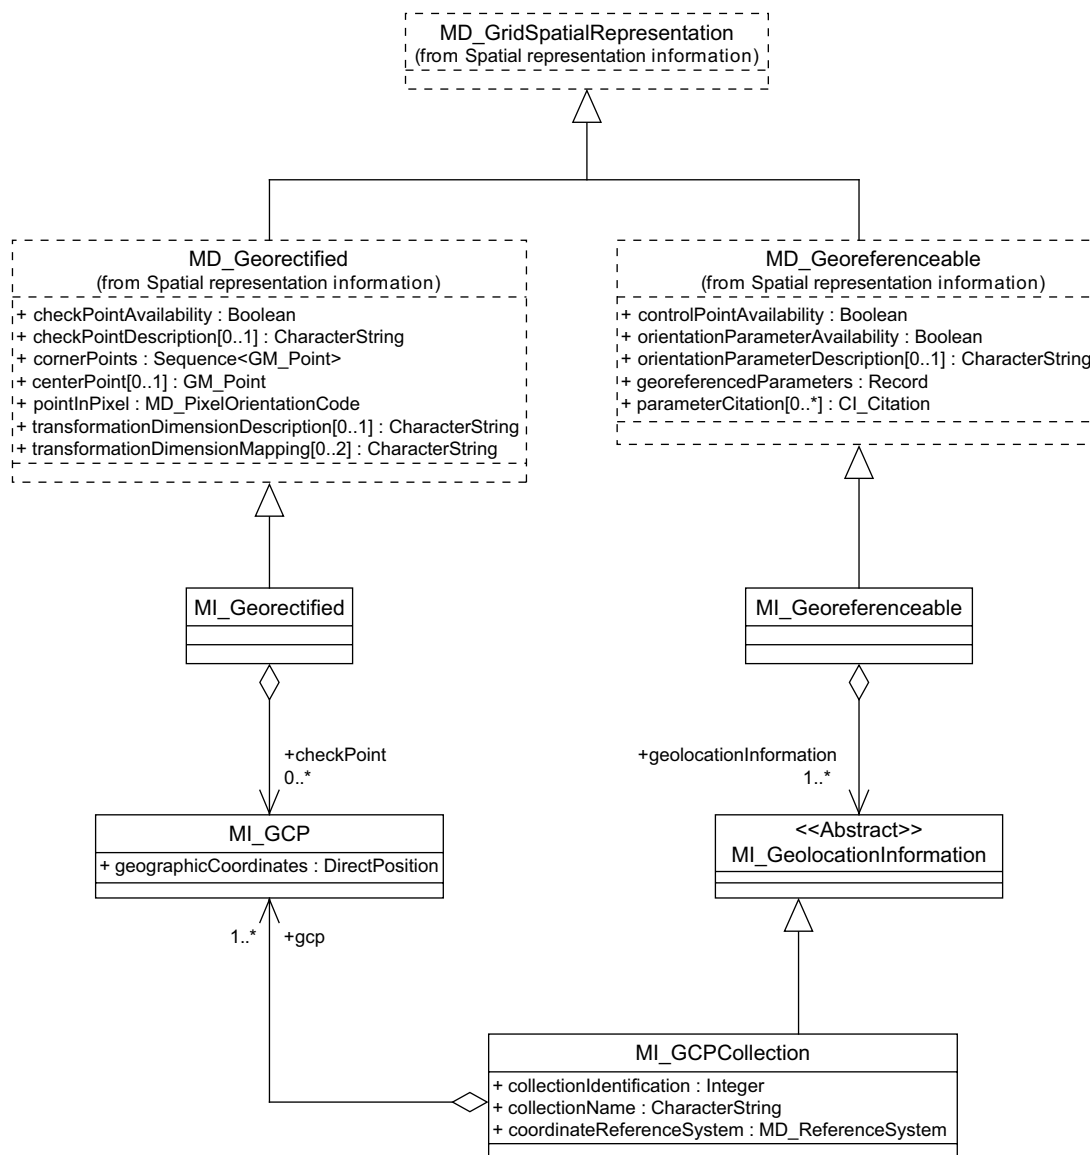 MD_GridSpatialRepresentation
(from Spatial representation information)
MD_Georectified
(from Spatial representation information)
+ checkPointAvailability : Boolean
+ checkPointDescription[0..1] : CharacterString
+ cornerPoints : Sequence<GM_Point>
+ centerPoint[0..1] : GM_Point
+ pointInPixel : MD_PixelOrientationCode
+ transformationDimensionDescription[0..1] : CharacterString
+ transformationDimensionMapping[0..2] : CharacterString
MD_Georeferenceable
(from Spatial representation information)
+ controlPointAvailability : Boolean
+ orientationParameterAvailability : Boolean
+ orientationParameterDescription[0..1] : CharacterString
+ georeferencedParameters : Record
+ parameterCitation[0..*] : CI_Citation
MI_Georectified
MI_Georeferenceable
+checkPoint
0..*
+geolocationInformation
1..*
MI_GCP
+ geographicCoordinates : DirectPosition
<<Abstract>>
MI_GeolocationInformation
1..*
+gcp
MI_GCPCollection
+ collectionIdentification : Integer
+ collectionName : CharacterString
+ coordinateReferenceSystem : MD_ReferenceSystem